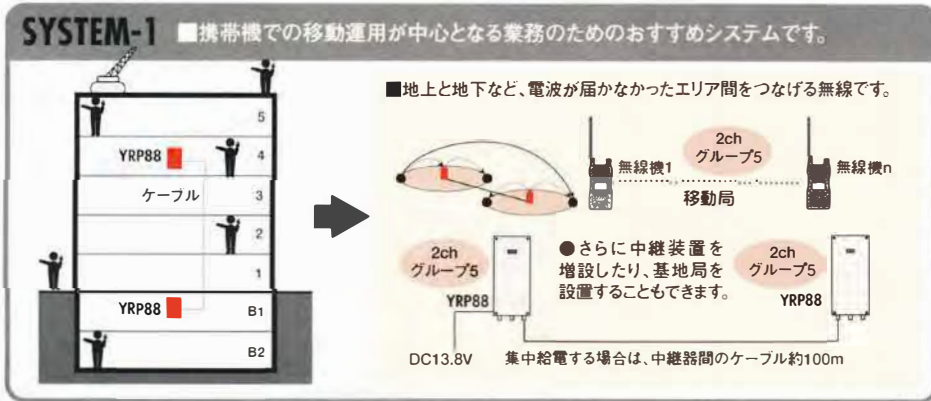 SYSTEM-1 ■携帯機での移動運用が中心となる業務のためのおすすめシステムです。
5
YRP88 4
ケーブル 3
2
1
YRP88 B1
B2
■地上と地下など、電波が届かなかったエリア間をつなげる無線です。
2ch
グループ5
無線機1
無線機n
移動局
2ch
グループ5
YRP88
●さらに中継装置を
増設したり、基地局を
設置することもできます。
2ch
グループ5
YRP88
DC13.8V
集中給電する場合は、中継器間のケーブル約100m